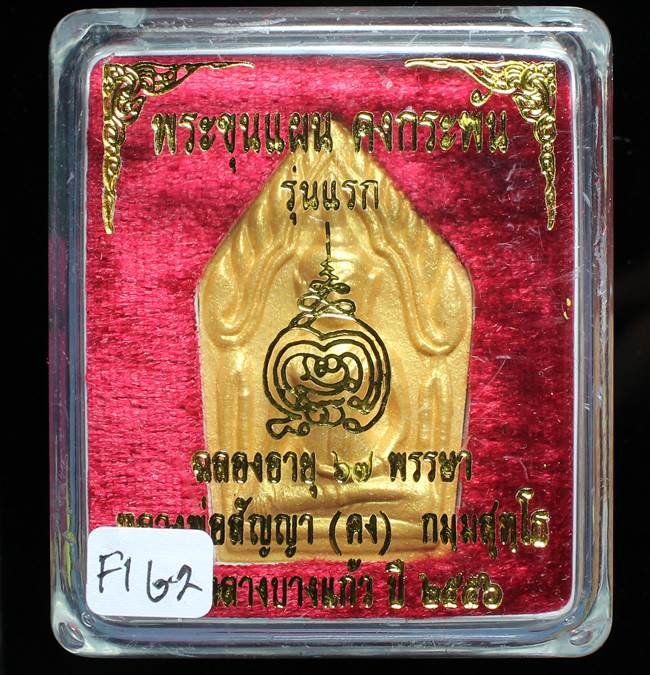 พระขุนแผน คงกระพัน
รุ่นแรก
ฉลองอายุ ๖๗ พรรษา
หลวงพ่อสัญญา (คง) กมฺมสุทฺโธ
กลางบางแก้ว ปี ๒๕๕๖
F1 ๒2